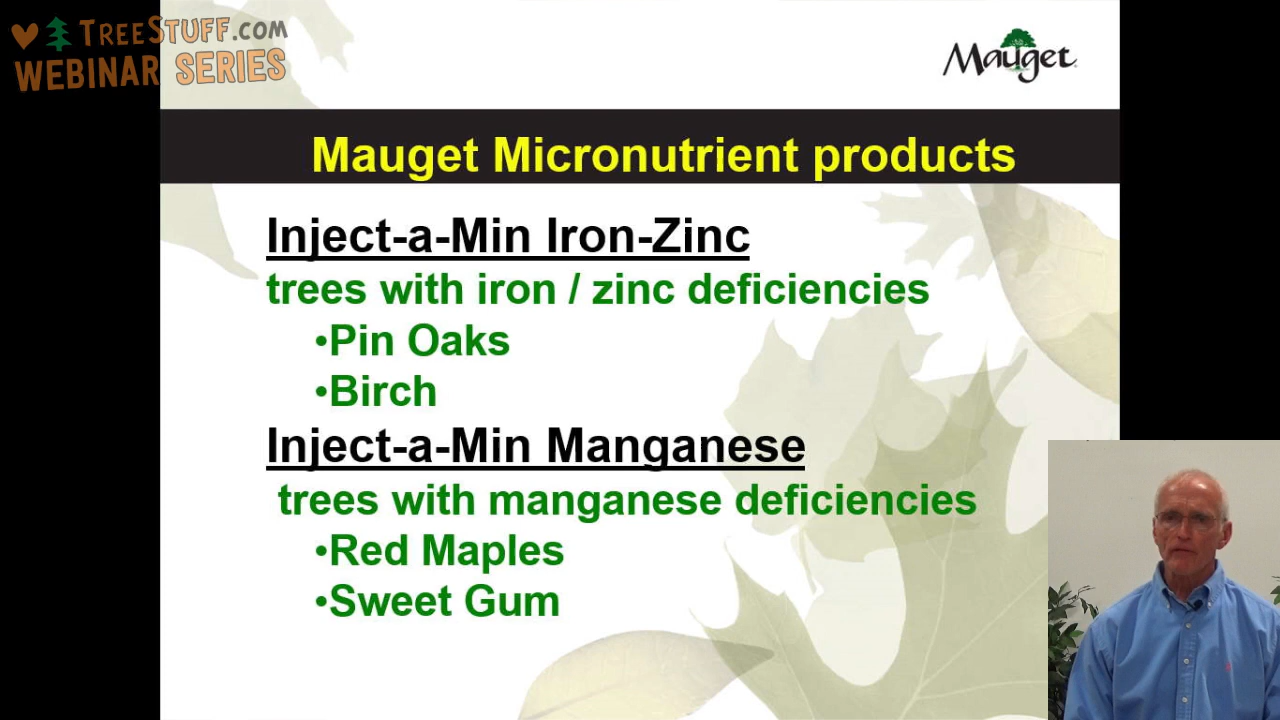 TREESTUFF.COM
WEBINAR SERIES
Mauget
Mauget Micronutrient products
Inject-a-Min Iron-Zinc
trees with iron / zinc deficiencies
•Pin Oaks
•Birch
Inject-a-Min Manganese
trees with manganese deficiencies
•Red Maples
•Sweet Gum